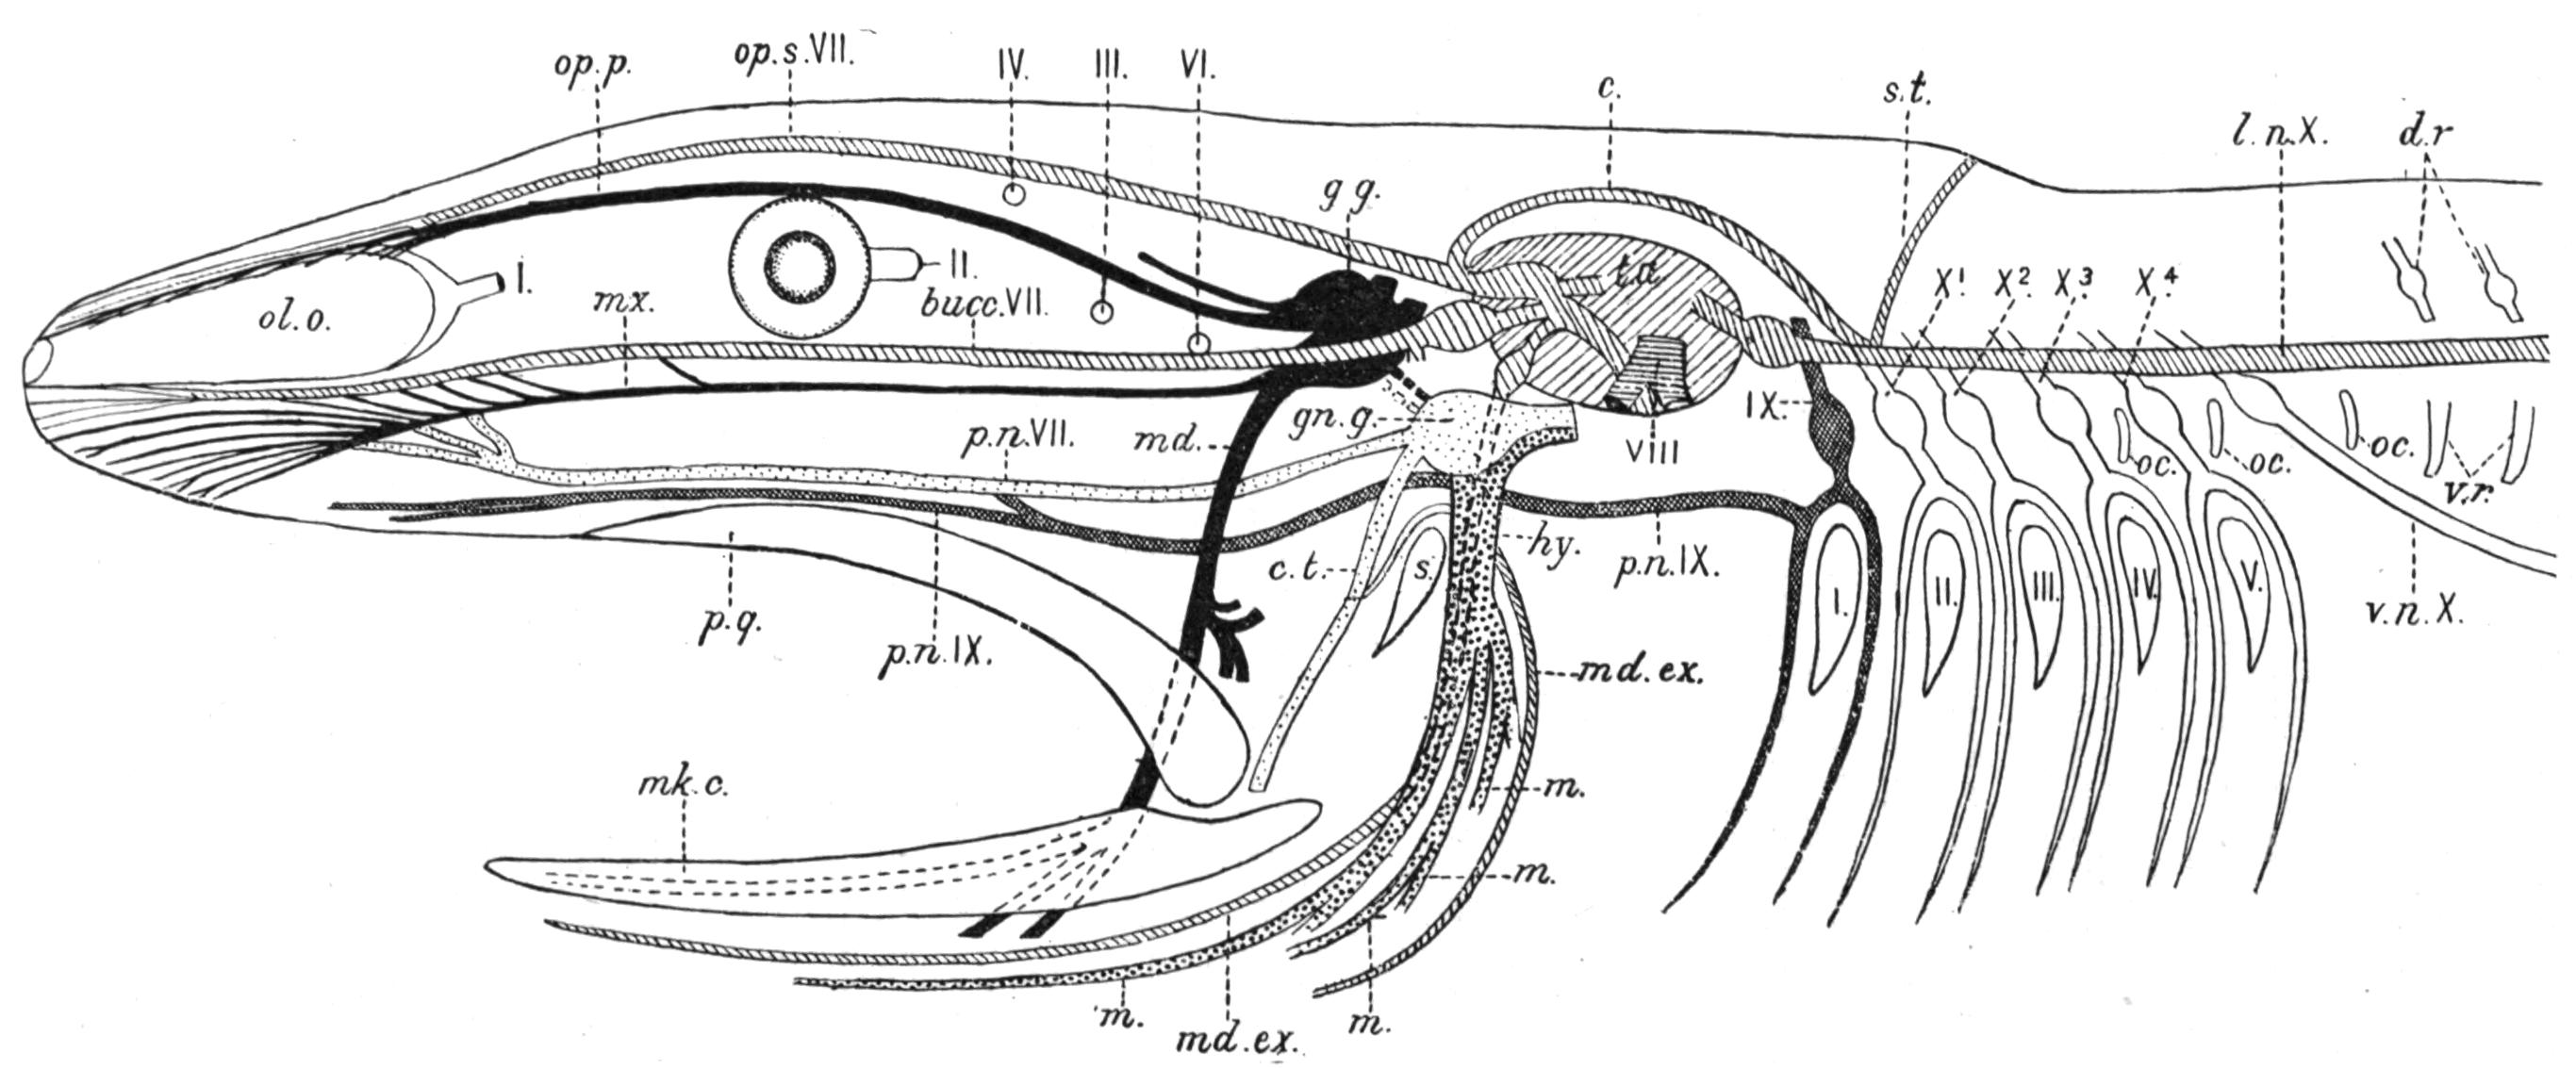 op.p.
op.s.VII.
IV.
III.
VI.
c.
s.t.
l.n.X.
d.r
g g.
I.
II.
ol.o.
mx.
bucc.VII.
t.a
X¹
X²
X³
X⁴
p.n.VII.
md.
gn.g.
VIII
IX.
oc.
oc.
oc.
v.r.
p.q.
p.n.IX.
c.t.
s.
hy.
p.n.IX.
I.
II.
III.
IV.
V.
v.n.X.
md.ex.
mk.c.
m.
m.
m.
md.ex.
m.